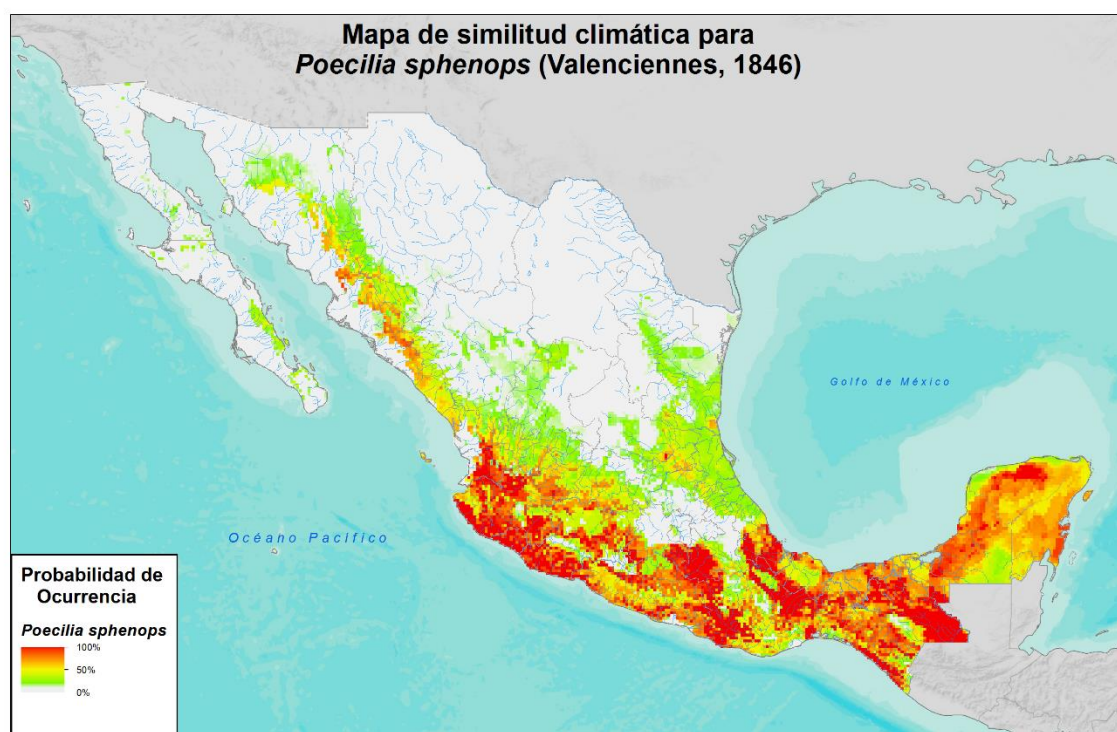 Mapa de similitud climática para
Poecilia sphenops (Valenciennes, 1846)
Golfo de México
Océano Pacífico
Probabilidad de
Ocurrencia
Poecilia sphenops
100%
50%
0%